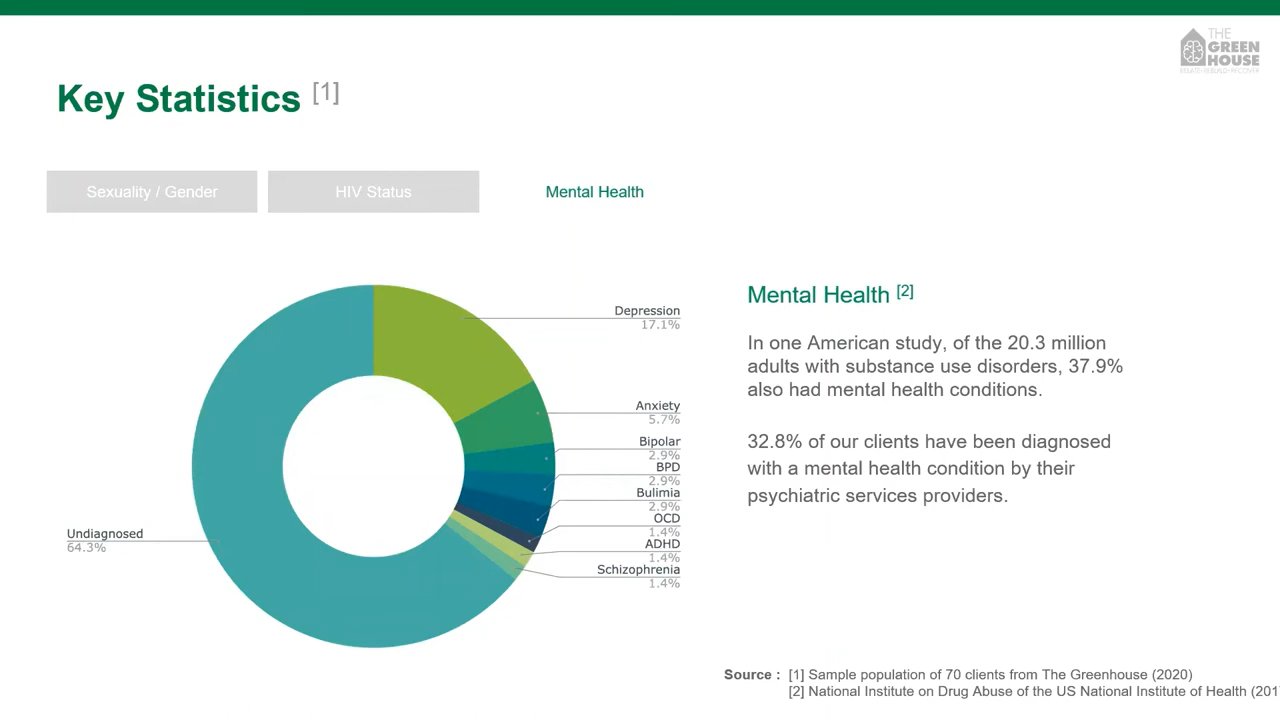 THE
GREEN
HOUSE
RELATE·REBUILD·RECOVER
Key Statistics [1]
Sexuality / Gender
HIV Status
Mental Health
Depression
17.1%
Anxiety
5.7%
Bipolar
2.9%
BPD
2.9%
Bulimia
2.9%
OCD
1.4%
ADHD
1.4%
Schizophrenia
1.4%
Undiagnosed
64.3%
Mental Health [2]
In one American study, of the 20.3 million
adults with substance use disorders, 37.9%
also had mental health conditions.
32.8% of our clients have been diagnosed
with a mental health condition by their
psychiatric services providers.
Source : [1] Sample population of 70 clients from The Greenhouse (2020)
[2] National Institute on Drug Abuse of the US National Institute of Health (201